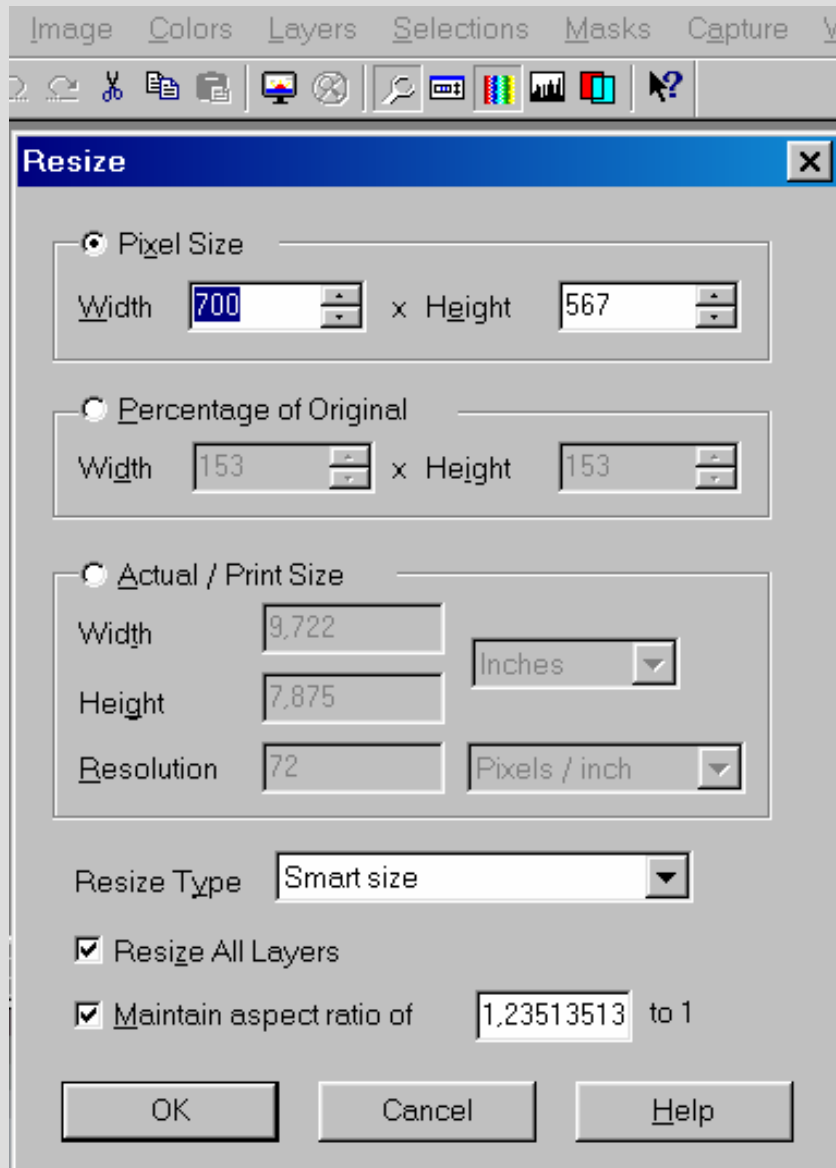 Image Colors Layers Selections Masks Capture
Resize
Pixel Size
Width 700 x Height 567
Percentage of Original
Width 153 x Height 153
Actual / Print Size
Width 9,722
Inches
Height 7,875
Resolution 72 Pixels / inch
Resize Type Smart size
Resize All Layers
Maintain aspect ratio of 1,23513513 to 1
OK Cancel Help